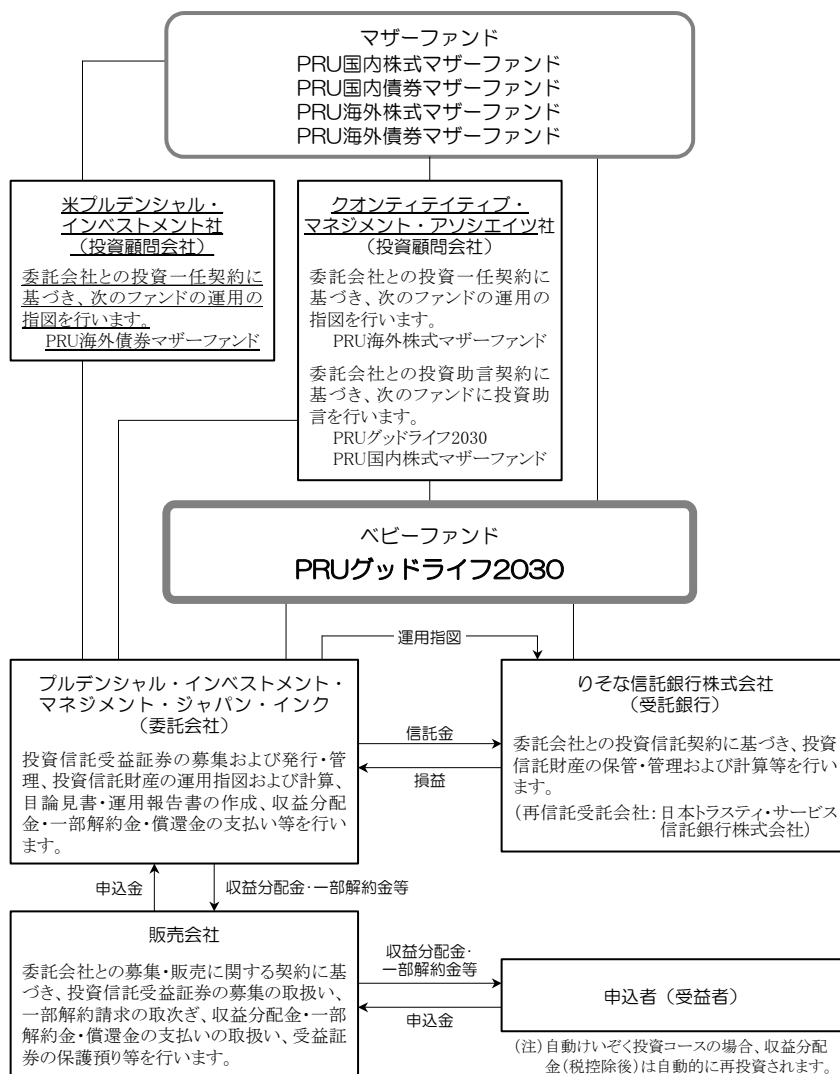 マザーファンド
PRU国内株式マザーファンド
PRU国内債券マザーファンド
PRU海外株式マザーファンド
PRU海外債券マザーファンド
米プルデンシャル・
インベストメント社
(投資顧問会社)
委託会社との投資一任契約に
基づき、次のファンドの運用の
指図を行います。
PRU海外債券マザーファンド
クオンティテイティブ・
マネジメント・アソシエイツ社
(投資顧問会社)
委託会社との投資一任契約に
基づき、次のファンドの運用の
指図を行います。
PRU海外株式マザーファンド
委託会社との投資助言契約に
基づき、次のファンドに投資助
言を行います。
PRUグッドライフ2030
PRU国内株式マザーファンド
ベビーファンド
PRUグッドライフ2030
運用指図
プルデンシャル・インベストメント・
マネジメント・ジャパン・インク
(委託会社)
投資信託受益証券の募集および発行・管
理、投資信託財産の運用指図および計算、
目論見書・運用報告書の作成、収益分配
金・一部解約金・償還金の支払い等を行い
ます。
信託金
損益
りそな信託銀行株式会社
(受託銀行)
委託会社との投資信託契約に基づき、投資
信託財産の保管・管理および計算等を行い
ます。
(再信託受託会社:日本トラスティ・サービス
信託銀行株式会社)
申込金
収益分配金・一部解約金等
販売会社
委託会社との募集・販売に関する契約に基
づき、投資信託受益証券の募集の取扱い、
一部解約請求の取次ぎ、収益分配金・一部
解約金・償還金の支払いの取扱い、受益証
券の保護預り等を行います。
収益分配金・
一部解約金等
申込金
申込者(受益者)
(注)自動けいぞく投資コースの場合、収益分配
金(税控除後)は自動的に再投資されます。